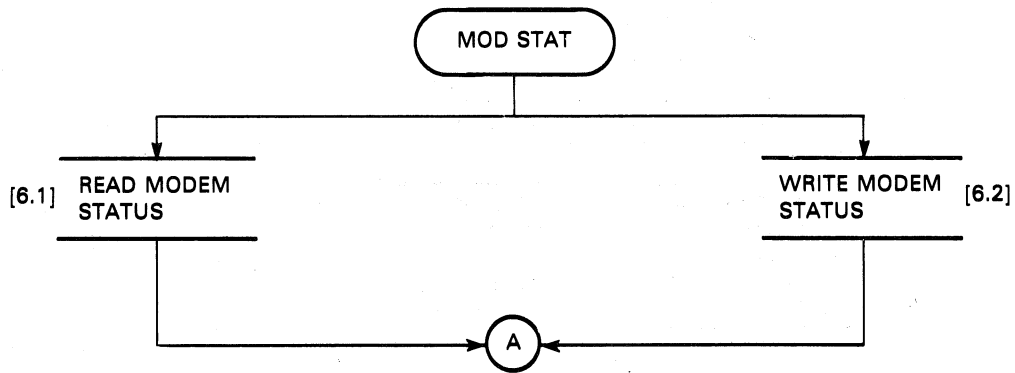 MOD STAT
[6.1]
READ MODEM
STATUS
WRITE MODEM
STATUS
[6.2]
A